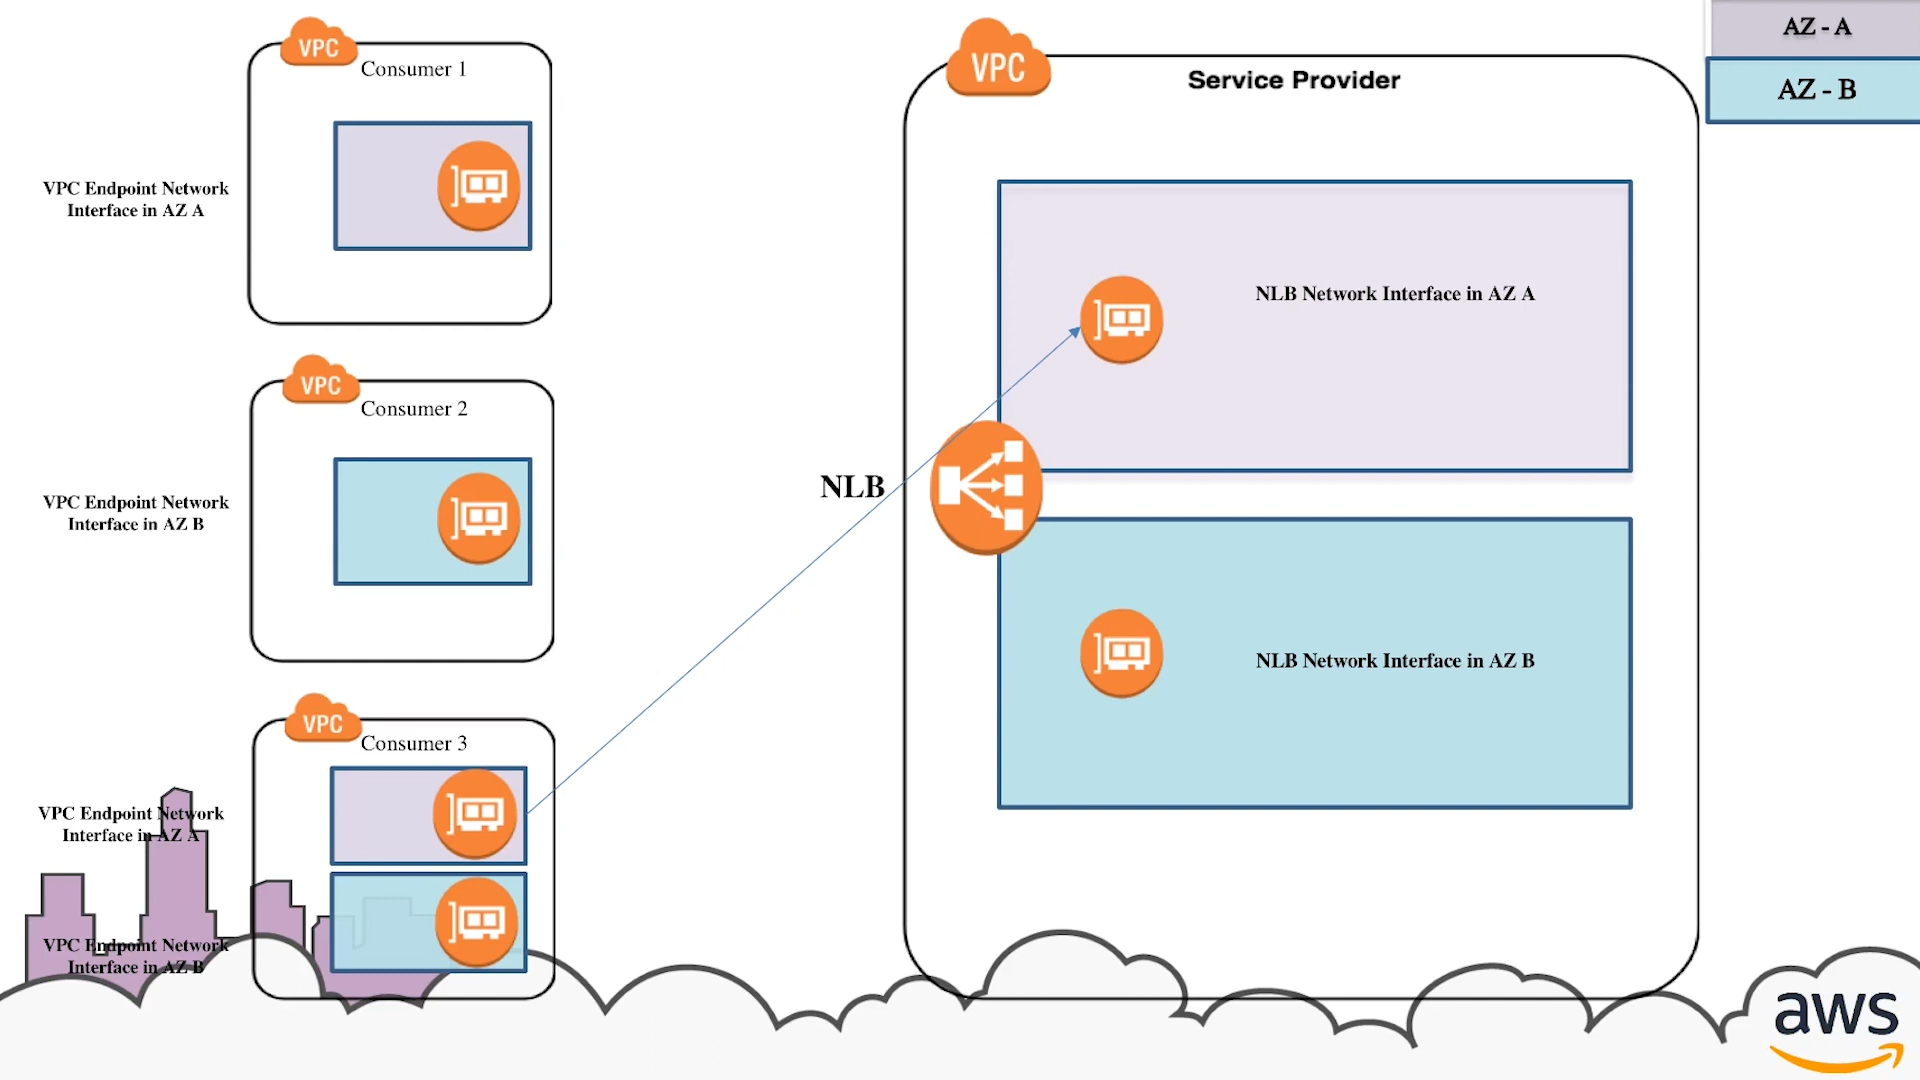 VPC
Consumer 1
VPC Endpoint Network
Interface in AZ A
VPC
Consumer 2
VPC Endpoint Network
Interface in AZ B
VPC
Consumer 3
VPC Endpoint Network
Interface in AZ A
VPC Endpoint Network
Interface in AZ B
VPC
Service Provider
NLB Network Interface in AZ A
NLB
NLB Network Interface in AZ B
AZ - A
AZ - B
aws